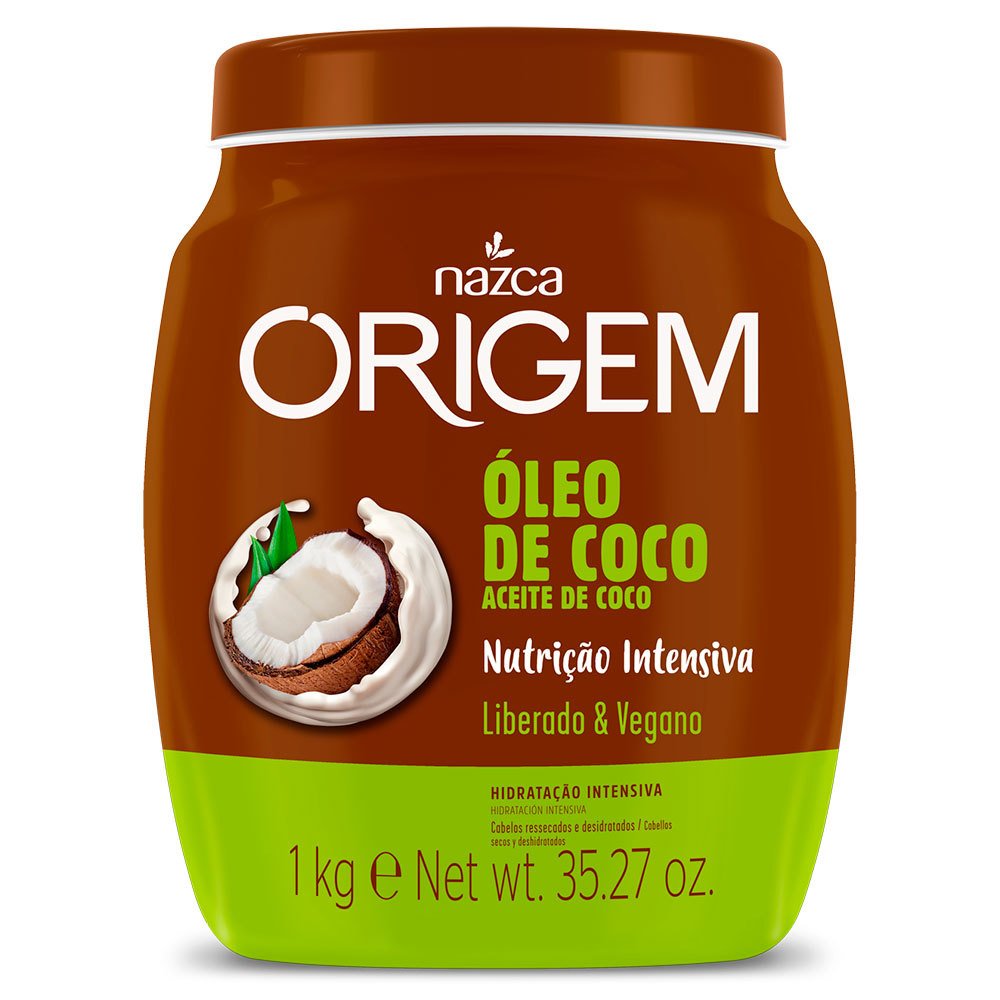 nazca
ORIGEM
ÓLEO
DE COCO
ACEITE DE COCO
Nutrição Intensiva
Liberado & Vegano
HIDRATAÇÃO INTENSIVA
HIDRATACIÓN INTENSIVA
Cabelos ressecados e desidratados / Cabellos
secos y deshidratados
1 kg e Net wt. 35.27 oz.